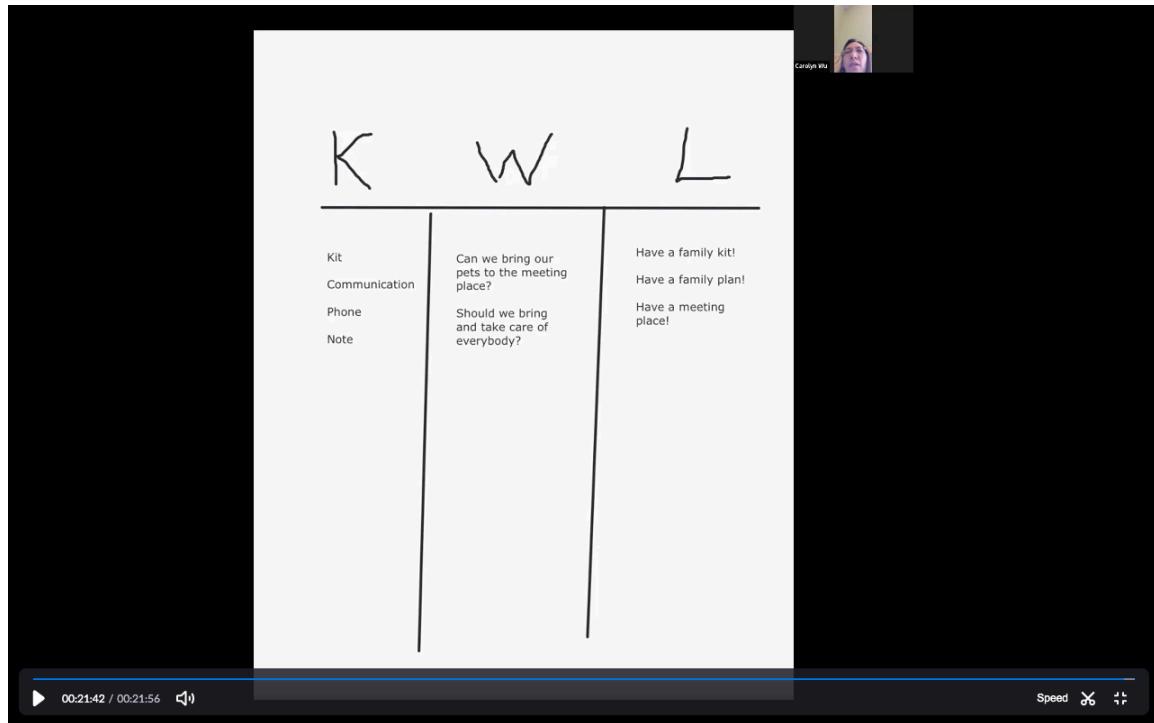 Carolyn Wu
K W L
Kit
Communication
Phone
Note
Can we bring our
pets to the meeting
place?
Should we bring
and take care of
everybody?
Have a family kit!
Have a family plan!
Have a meeting
place!
00:21:42 / 00:21:56
Speed